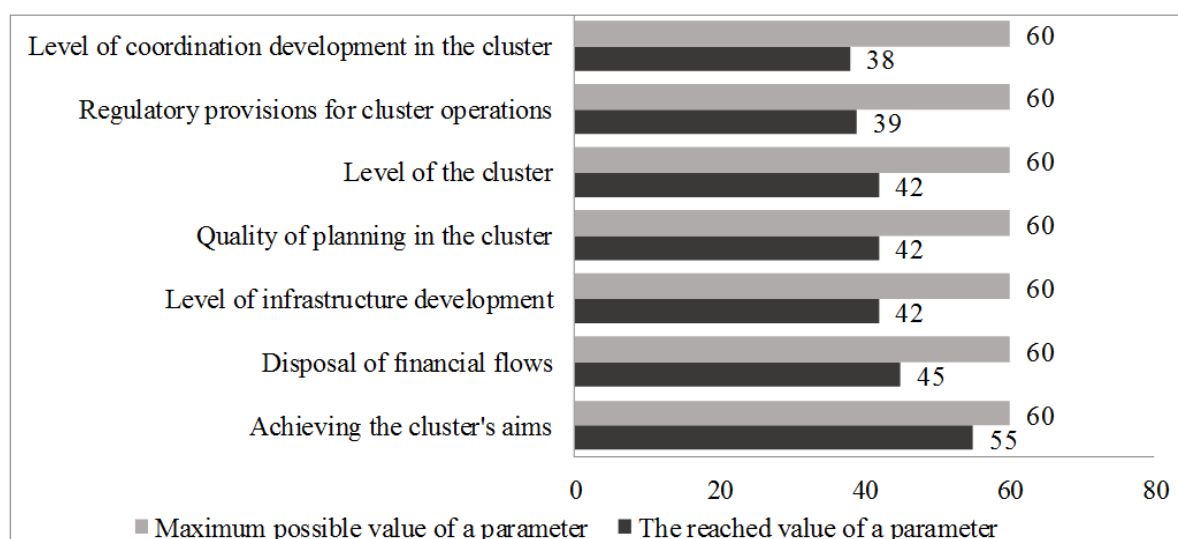 Level of coordination development in the cluster
60
38
Regulatory provisions for cluster operations
60
39
Level of the cluster
60
42
Quality of planning in the cluster
60
42
Level of infrastructure development
60
42
Disposal of financial flows
60
45
Achieving the cluster's aims
60
55
0 20 40 60 80
Maximum possible value of a parameter The reached value of a parameter